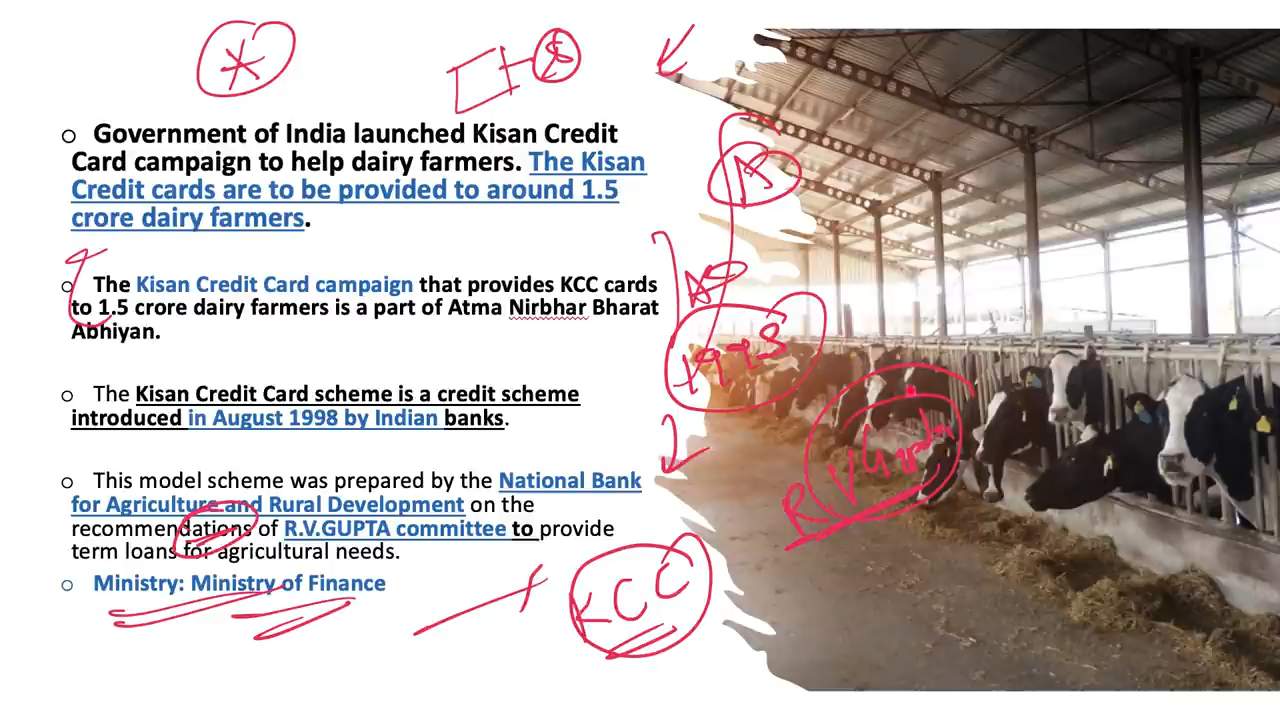 Government of India launched Kisan Credit
Card campaign to help dairy farmers. The Kisan
Credit cards are to be provided to around 1.5
crore dairy farmers.
The Kisan Credit Card campaign that provides KCC cards
to 1.5 crore dairy farmers is a part of Atma Nirbhar Bharat
Abhiyan.
The Kisan Credit Card scheme is a credit scheme
introduced in August 1998 by Indian banks.
This model scheme was prepared by the National Bank
for Agriculture and Rural Development on the
recommendations of R.V.GUPTA committee to provide
term loans for agricultural needs.
Ministry: Ministry of Finance
1998
R V Gupta
KCC